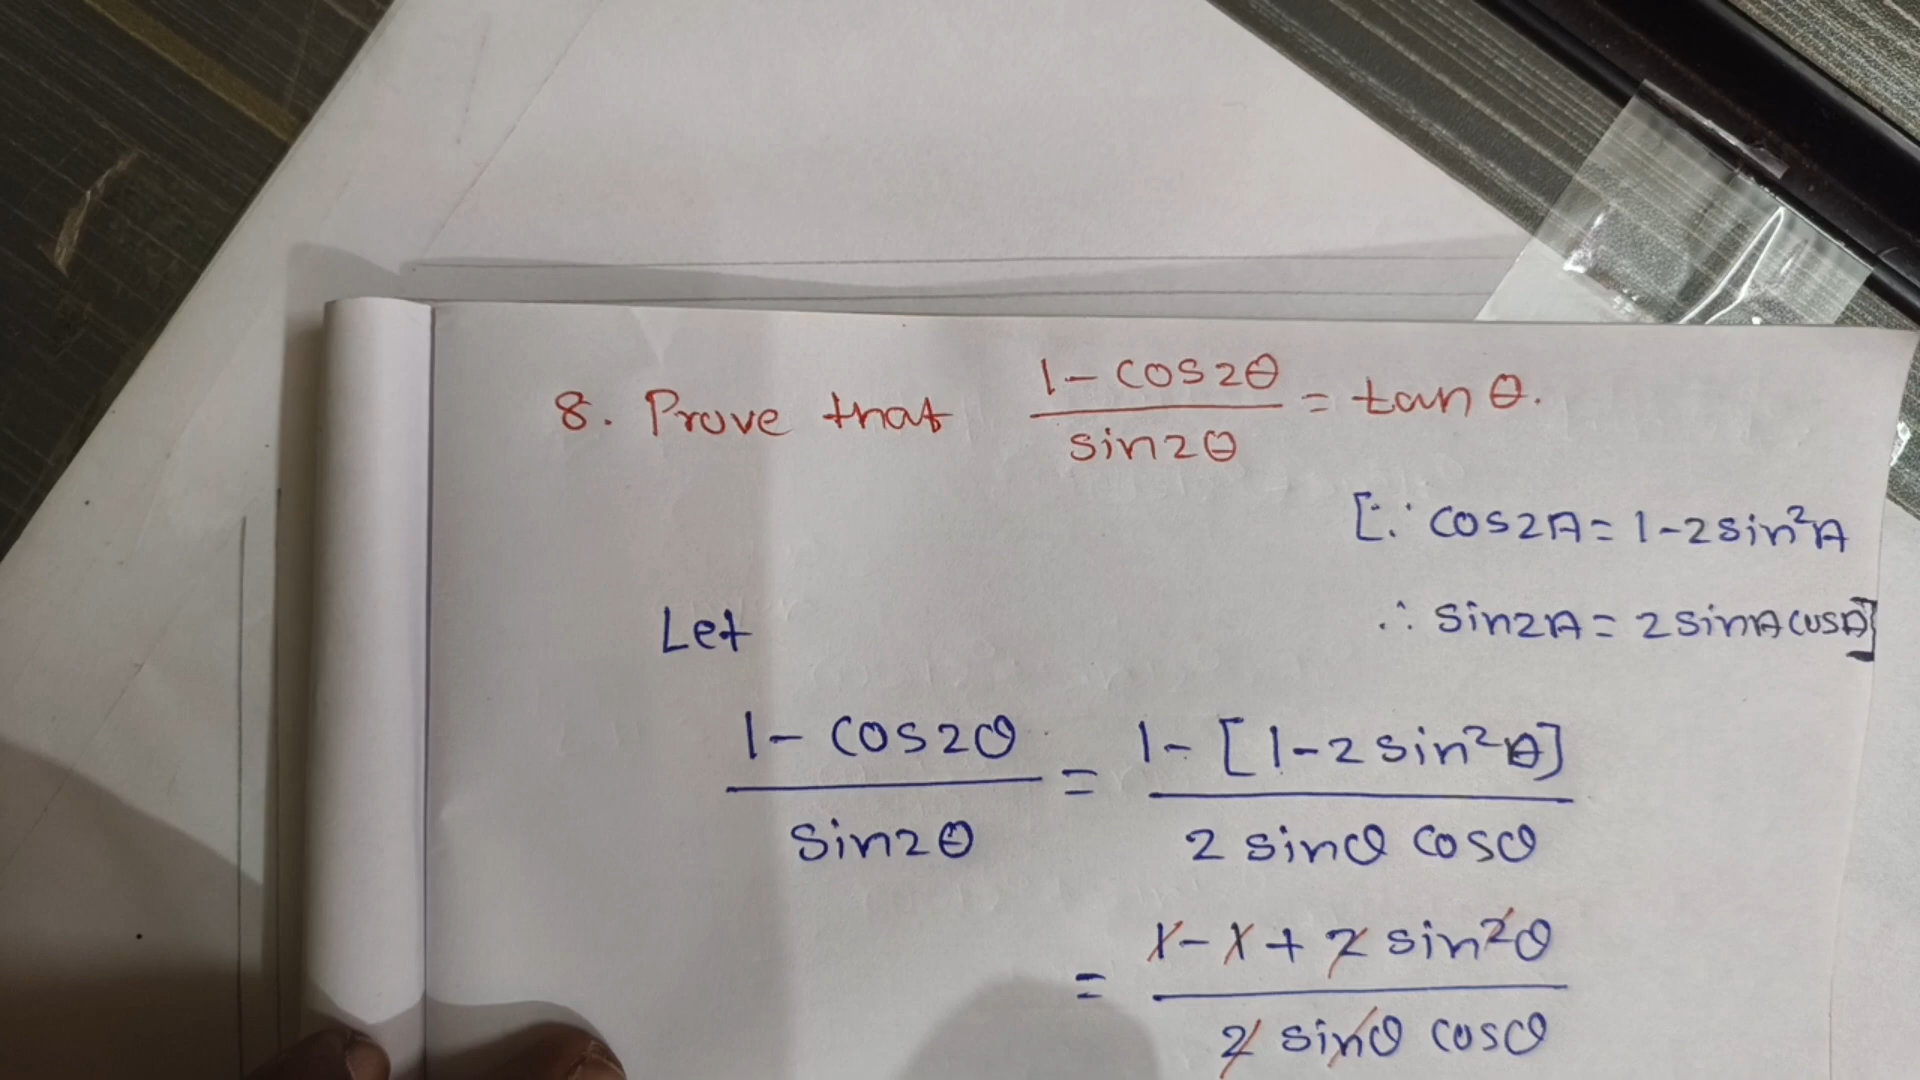 8. Prove that (1-cos2θ)/(sin2θ) = tan θ.
[∵ cos2A = 1-2sin²A
∴ sin2A = 2sinA cosA]
Let
(1-cos2θ)/(sin2θ) = (1-[1-2sin²θ])/(2 sinθ cosθ)
= (1-1+2 sin²θ)/(2 sinθ cosθ)